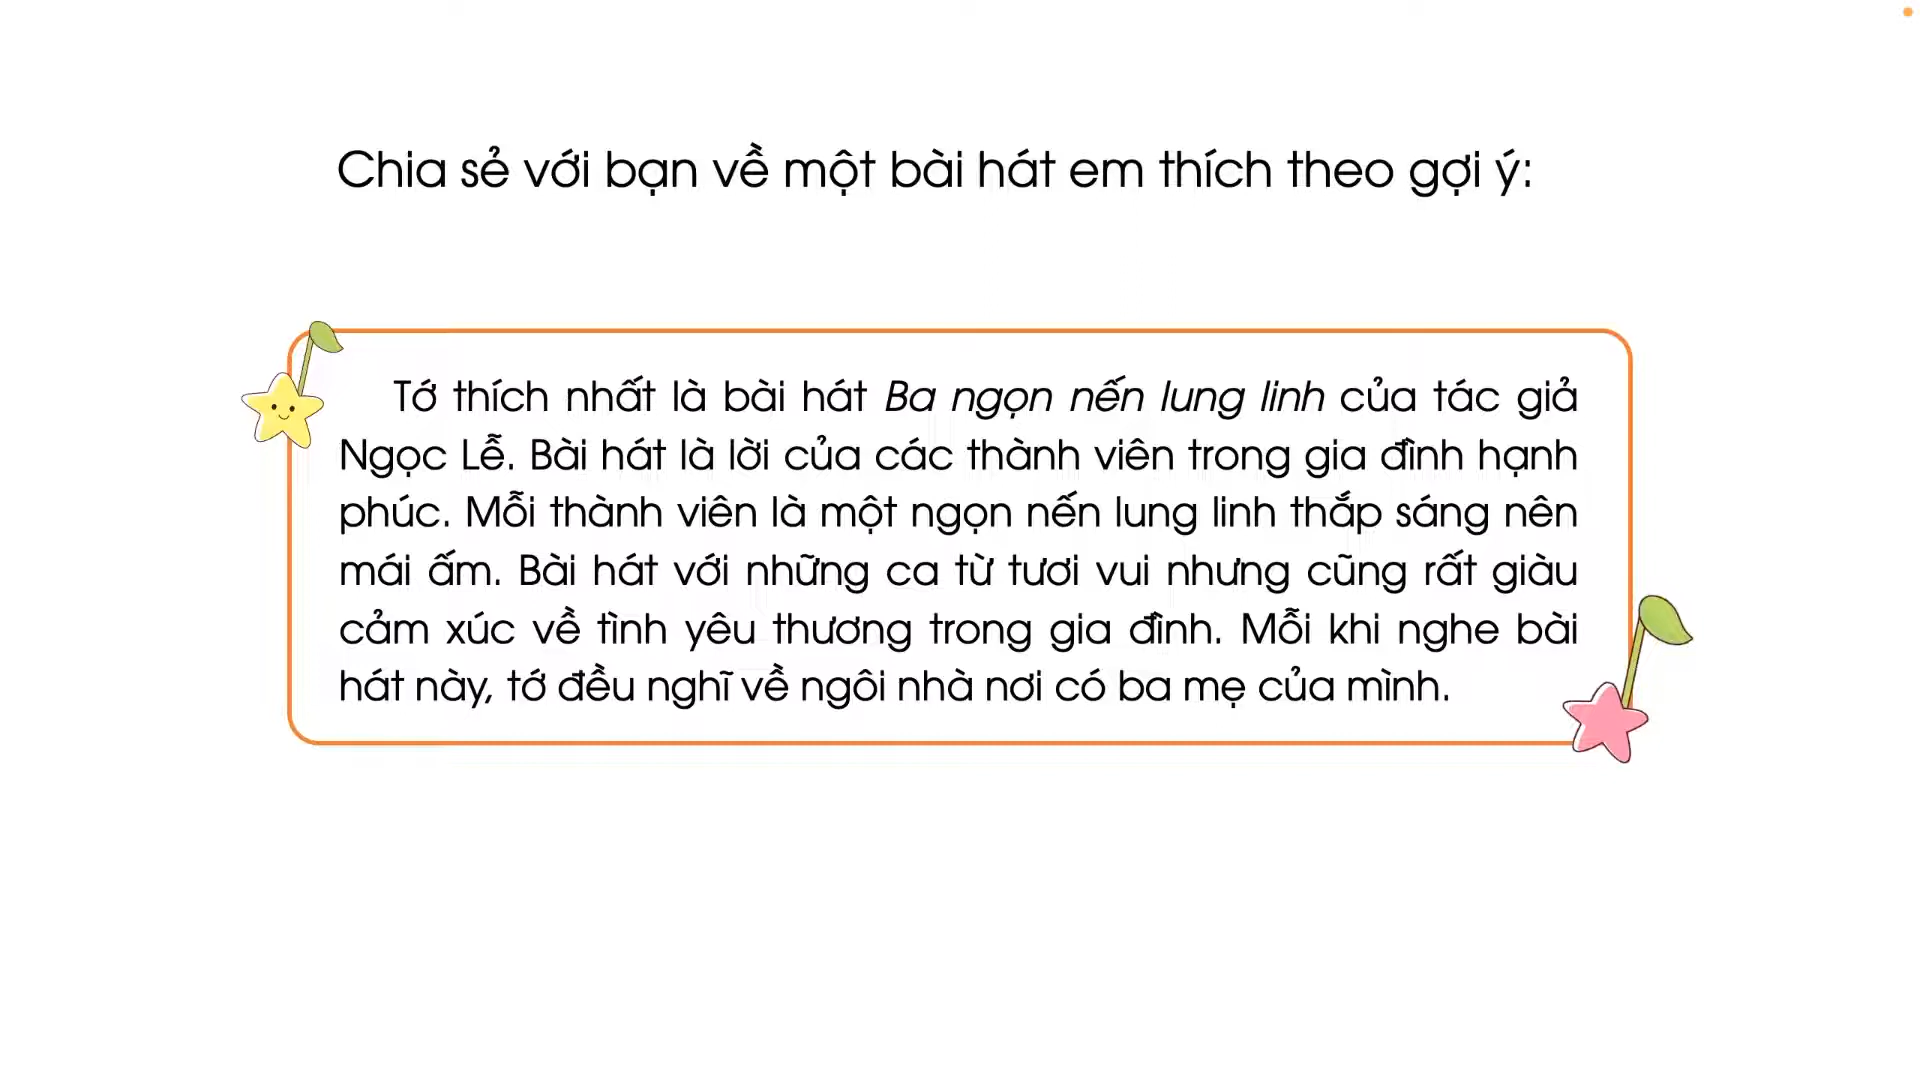 Chia sẻ với bạn về một bài hát em thích theo gợi ý:
Tớ thích nhất là bài hát Ba ngọn nến lung linh của tác giả
Ngọc Lễ. Bài hát là lời của các thành viên trong gia đình hạnh
phúc. Mỗi thành viên là một ngọn nến lung linh thắp sáng nên
mái ấm. Bài hát với những ca từ tươi vui nhưng cũng rất giàu
cảm xúc về tình yêu thương trong gia đình. Mỗi khi nghe bài
hát này, tớ đều nghĩ về ngôi nhà nơi có ba mẹ của mình.